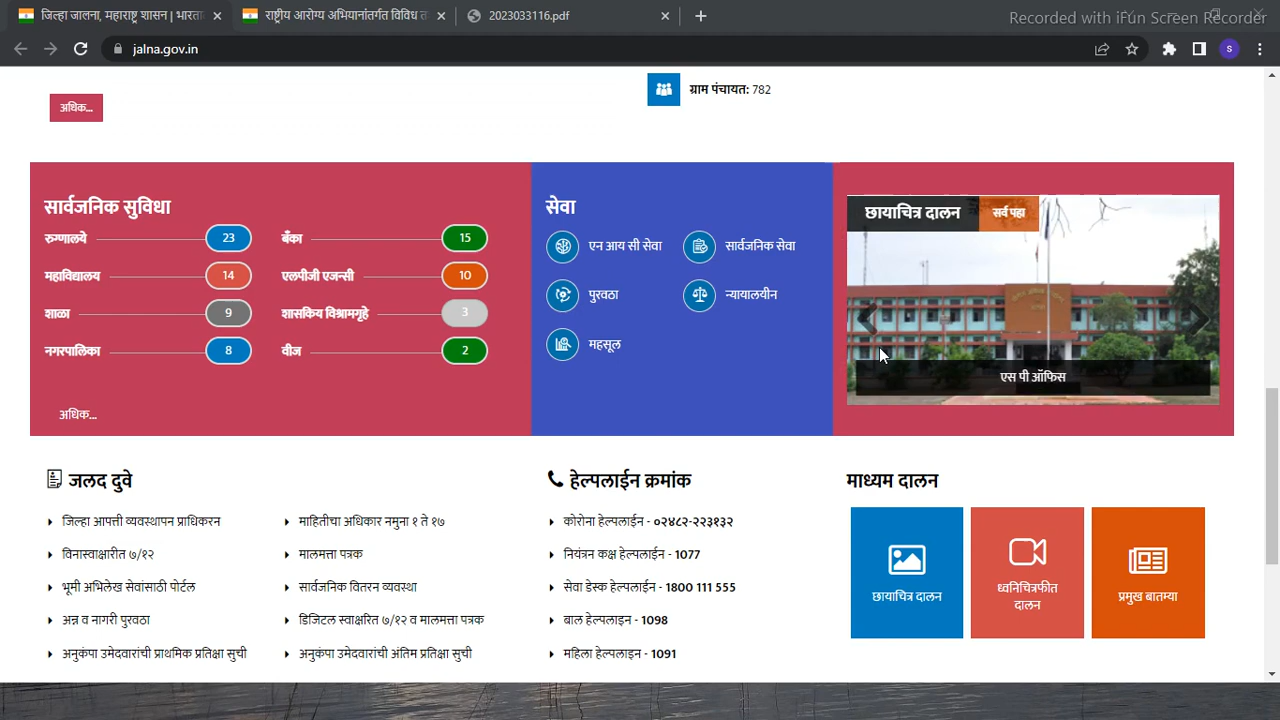 जिल्हा जालना, महाराष्ट्र शासन | भारता
राष्ट्रीय आरोग्य अभियानांतर्गत विविध त
2023033116.pdf
Recorded with iFun Screen Recorder
jalna.gov.in
S
ग्राम पंचायत: 782
अधिक...
सार्वजनिक सुविधा
रुग्णालये 23
बँका 15
महाविद्यालय 14
एलपीजी एजन्सी 10
शाळा 9
शासकिय विश्रामगृहे 3
नगरपालिका 8
वीज 2
अधिक...
सेवा
एन आय सी सेवा
सार्वजनिक सेवा
पुरवठा
न्यायालयीन
महसूल
छायाचित्र दालन
सर्व पहा
एस पी ऑफिस
जलद दुवे
जिल्हा आपत्ती व्यवस्थापन प्राधिकरन
माहितीचा अधिकार नमुना १ ते १७
विनास्वाक्षारीत ७/१२
मालमत्ता पत्रक
भूमी अभिलेख सेवांसाठी पोर्टल
सार्वजनिक वितरन व्यवस्था
अन्न व नागरी पुरवठा
डिजिटल स्वाक्षरित ७/१२ व मालमत्ता पत्रक
अनुकंपा उमेदवारांची प्राथमिक प्रतिक्षा सुची
अनुकंपा उमेदवारांची अंतिम प्रतिक्षा सुची
हेल्पलाईन क्रमांक
कोरोना हेल्पलाईन - ०२४८२-२२३१३२
नियंत्रन कक्ष हेल्पलाईन - 1077
सेवा डेस्क हेल्पलाईन - 1800 111 555
बाल हेल्पलाइन - 1098
महिला हेल्पलाइन - 1091
माध्यम दालन
छायाचित्र दालन
ध्वनिचित्रफीत
दालन
प्रमुख बातम्या